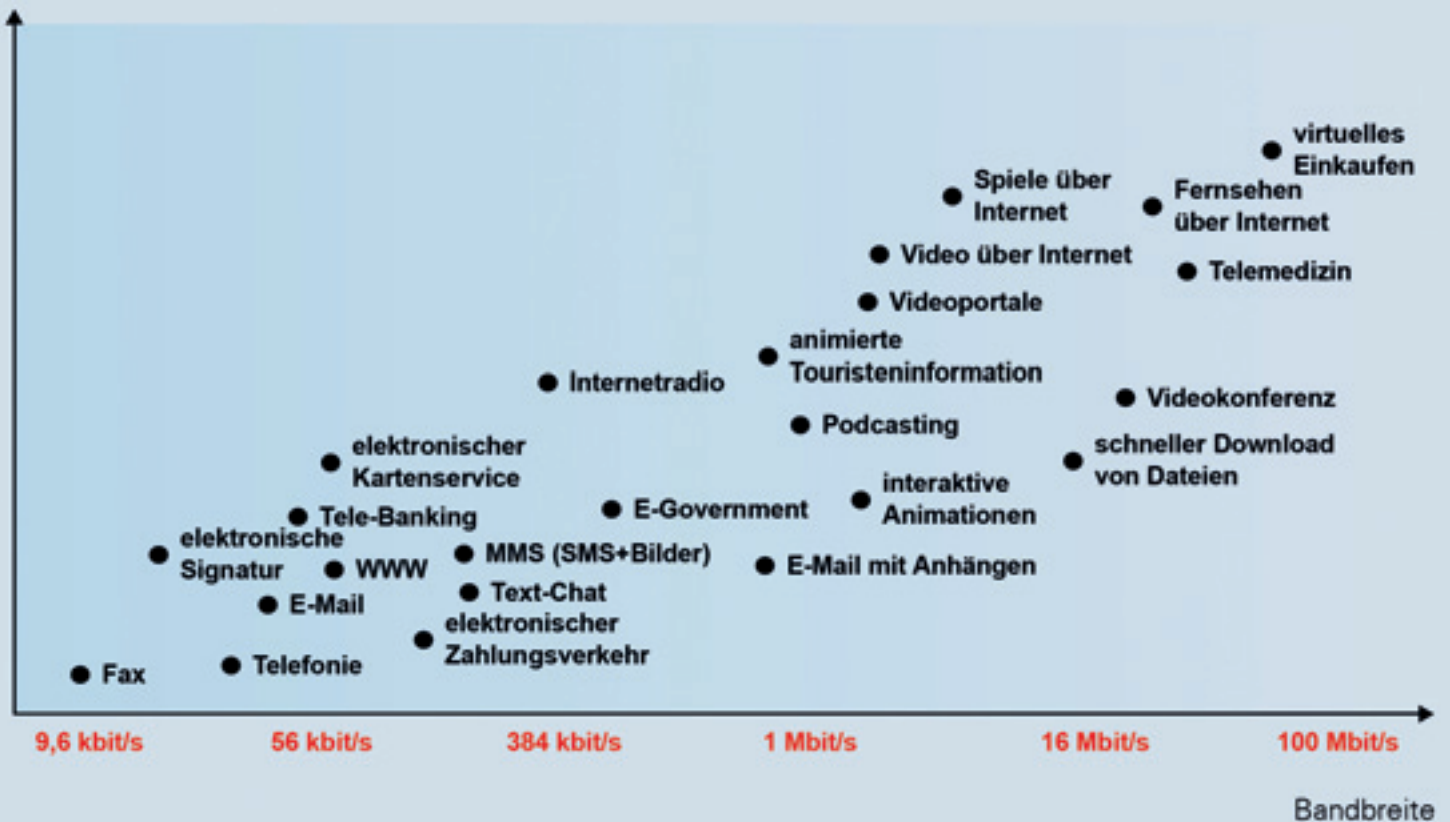 virtuelles
Einkaufen
Spiele über
Internet
Fernsehen
über Internet
Video über Internet
Telemedizin
Videoportale
animierte
Touristeninformation
Internetradio
Videokonferenz
Podcasting
elektronischer
Kartenservice
schneller Download
von Dateien
interaktive
Animationen
E-Government
Tele-Banking
elektronische
Signatur
MMS (SMS+Bilder)
WWW
E-Mail mit Anhängen
Text-Chat
E-Mail
elektronischer
Zahlungsverkehr
Telefonie
Fax
9,6 kbit/s
56 kbit/s
384 kbit/s
1 Mbit/s
16 Mbit/s
100 Mbit/s
Bandbreite